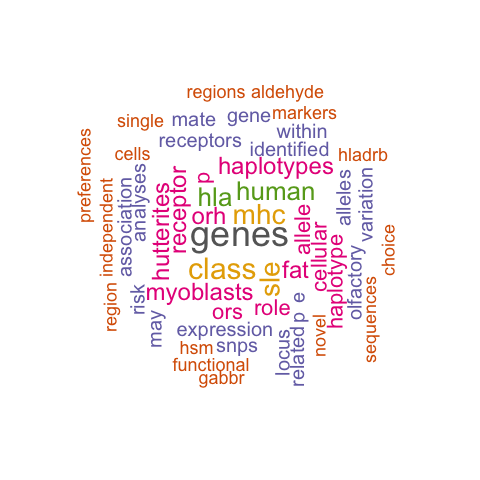 regions aldehyde
single mate gene markers
receptors within
cells identified
hladrb
preferences
independent
association
analyses
hutterites
receptor
p
haplotypes
hla human
orh mhc
genes
allele
cellular
haplotype
alleles
variation
olfactory
choice
sequences
class sle fat
myoblasts
ors role
region
risk
may
expression
hsm snps
functional
gabbr
locus
related
p e
novel